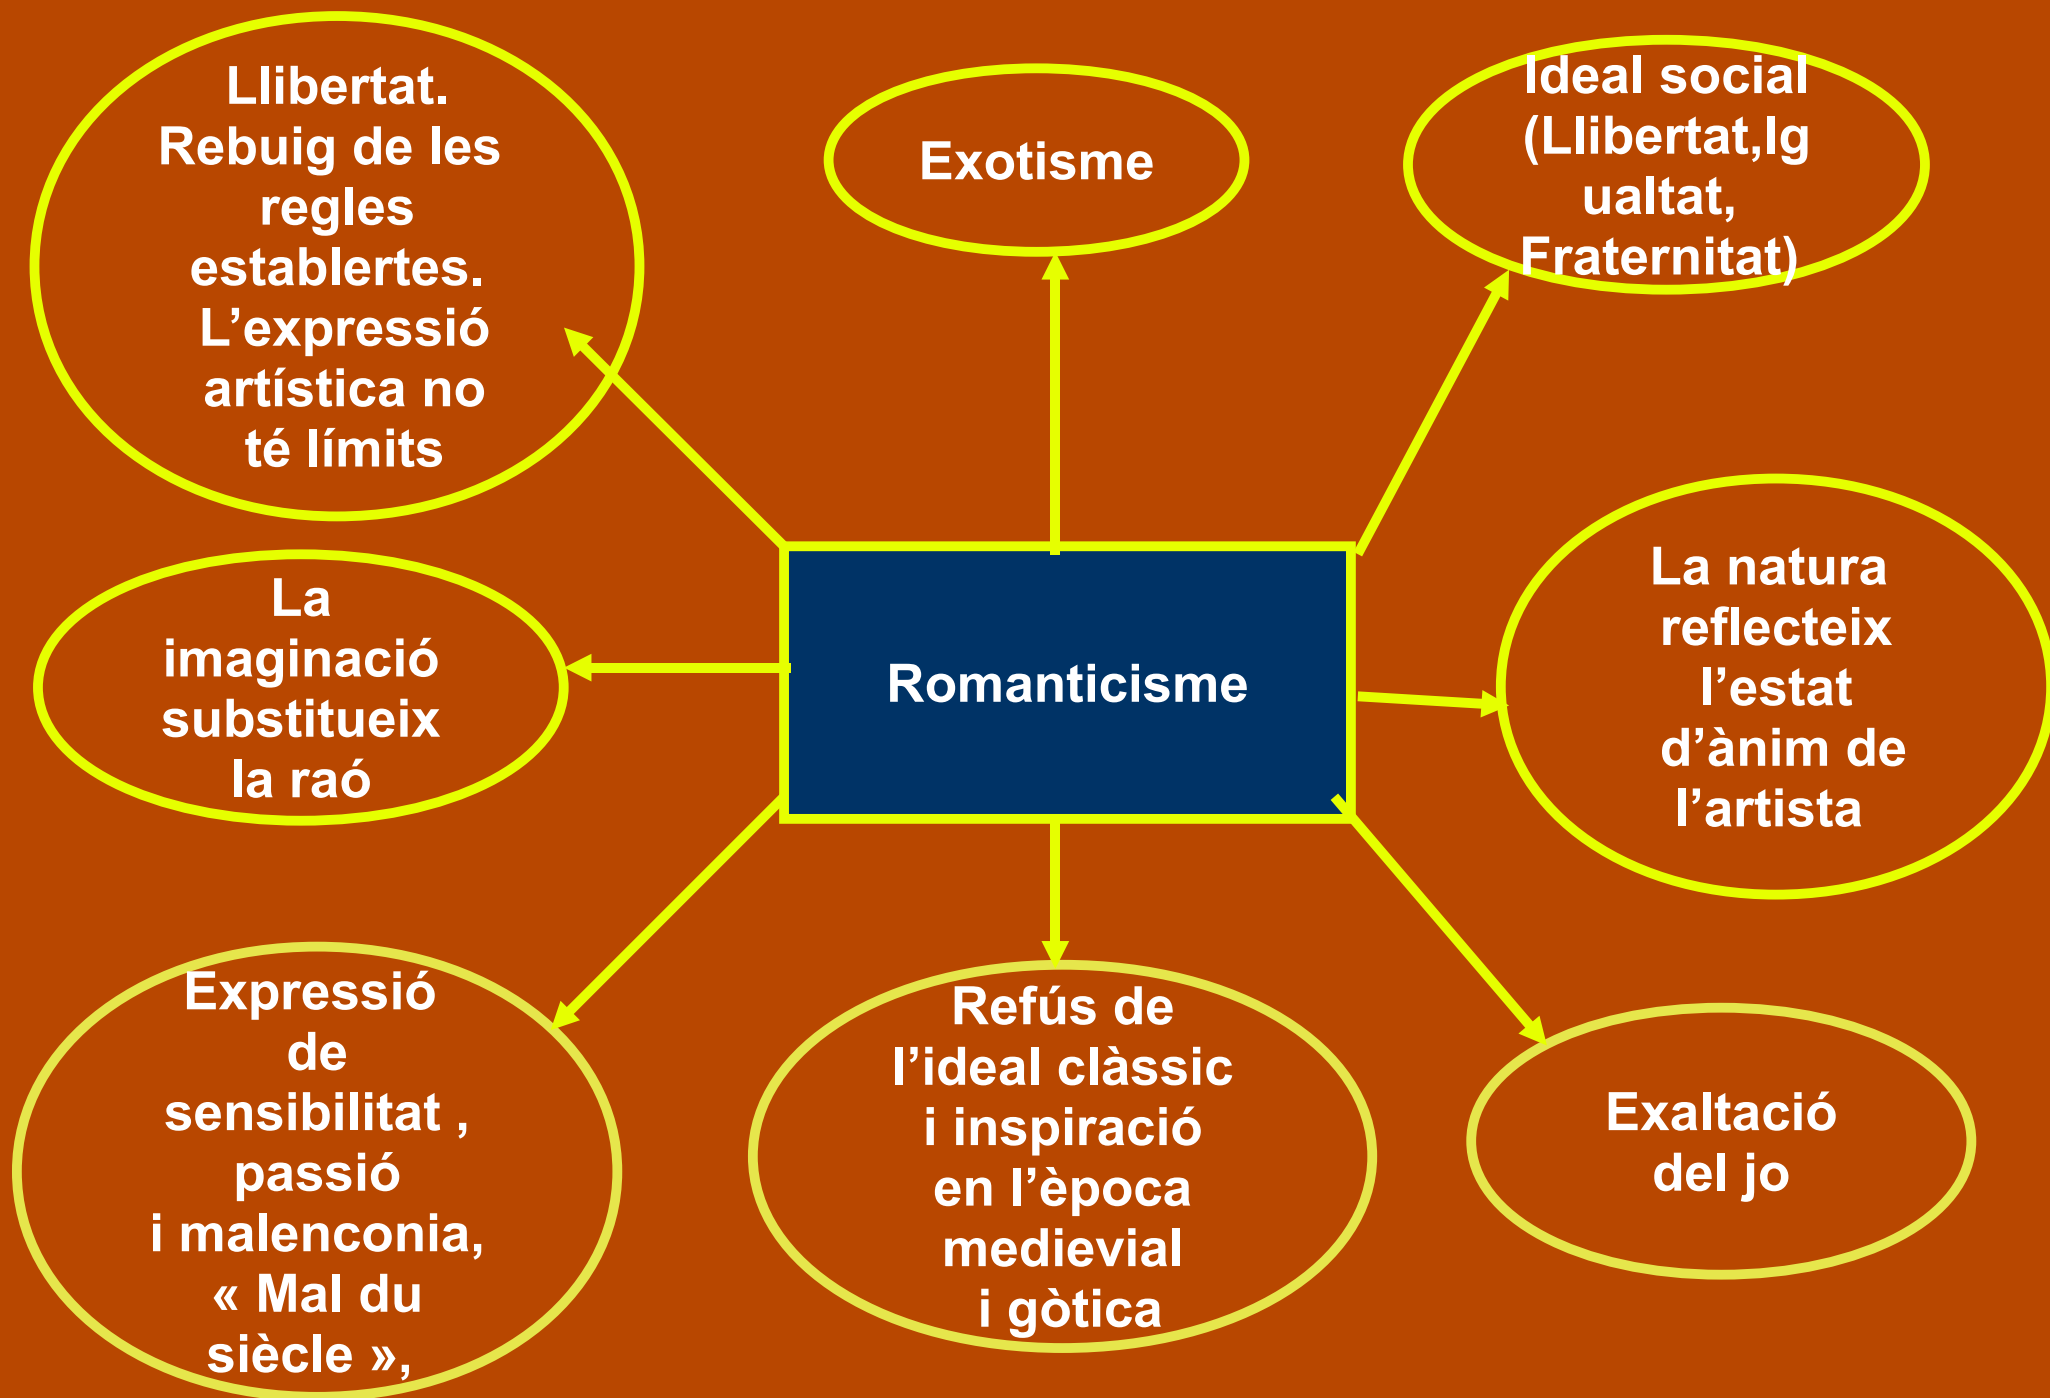 Llibertat.
Rebuig de les
regles
establertes.
L’expressió
artística no
té límits
Exotisme
Ideal social
(Llibertat,Ig
ualtat,
Fraternitat)
La
imaginació
substitueix
la raó
Romanticisme
La natura
reflecteix
l’estat
d’ànim de
l’artista
Expressió
de
sensibilitat ,
passió
i malenconia,
« Mal du
siècle »,
Refús de
l’ideal clàssic
i inspiració
en l’època
medievial
i gòtica
Exaltació
del jo